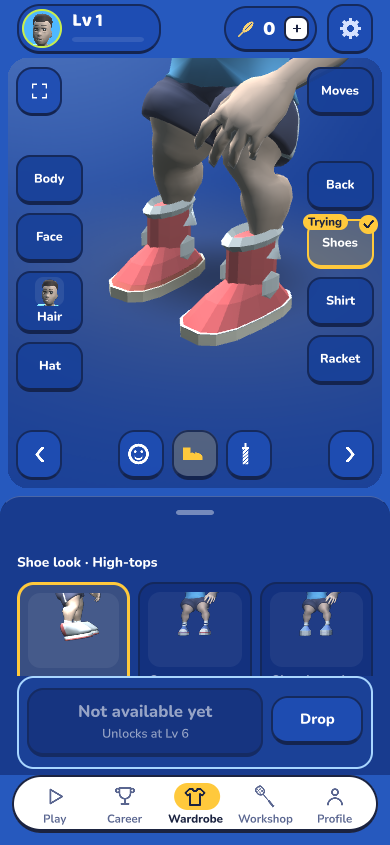 Lv 1
0
+
Moves
Body
Back
Face
Trying
Shoes
Hair
Shirt
Hat
Racket
Shoe look · High-tops
Not available yet
Unlocks at Lv 6
Drop
Play
Career
Wardrobe
Workshop
Profile